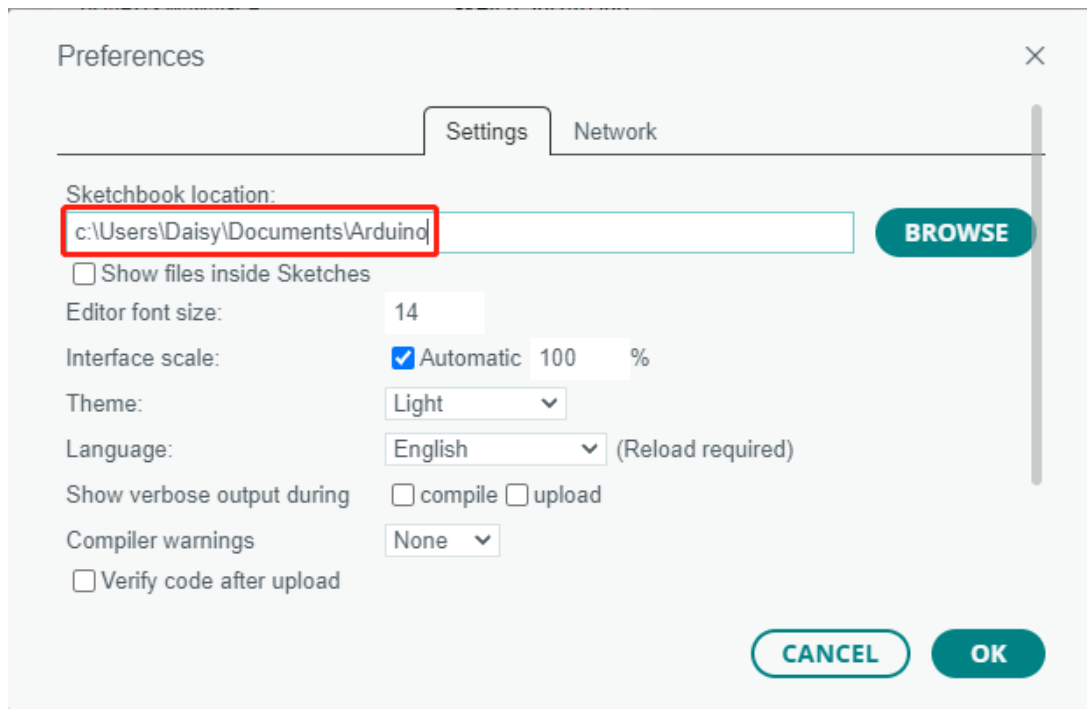 Preferences
Settings Network
Sketchbook location:
c:\Users\Daisy\Documents\Arduino BROWSE
Show files inside Sketches
Editor font size: 14
Interface scale: Automatic 100 %
Theme: Light
Language: English (Reload required)
Show verbose output during compile upload
Compiler warnings None
Verify code after upload
CANCEL OK